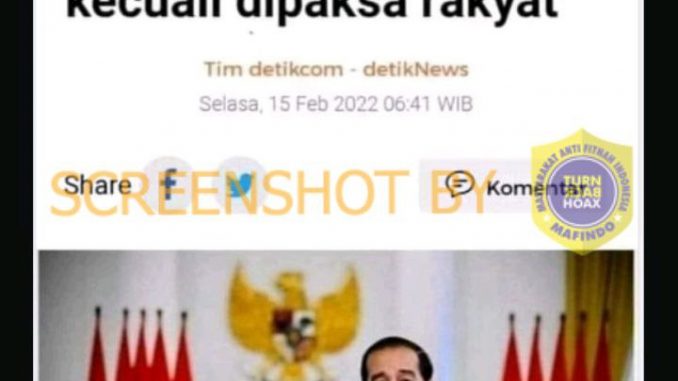 kecuali dipaksa rakyat
Tim detikcom - detikNews
Selasa, 15 Feb 2022 06:41 WIB
Share
Komentar
SCREENSHOT BY
MASYARAKAT ANTI FITNAH INDONESIA
TURN
BACK
HOAX
MAFINDO